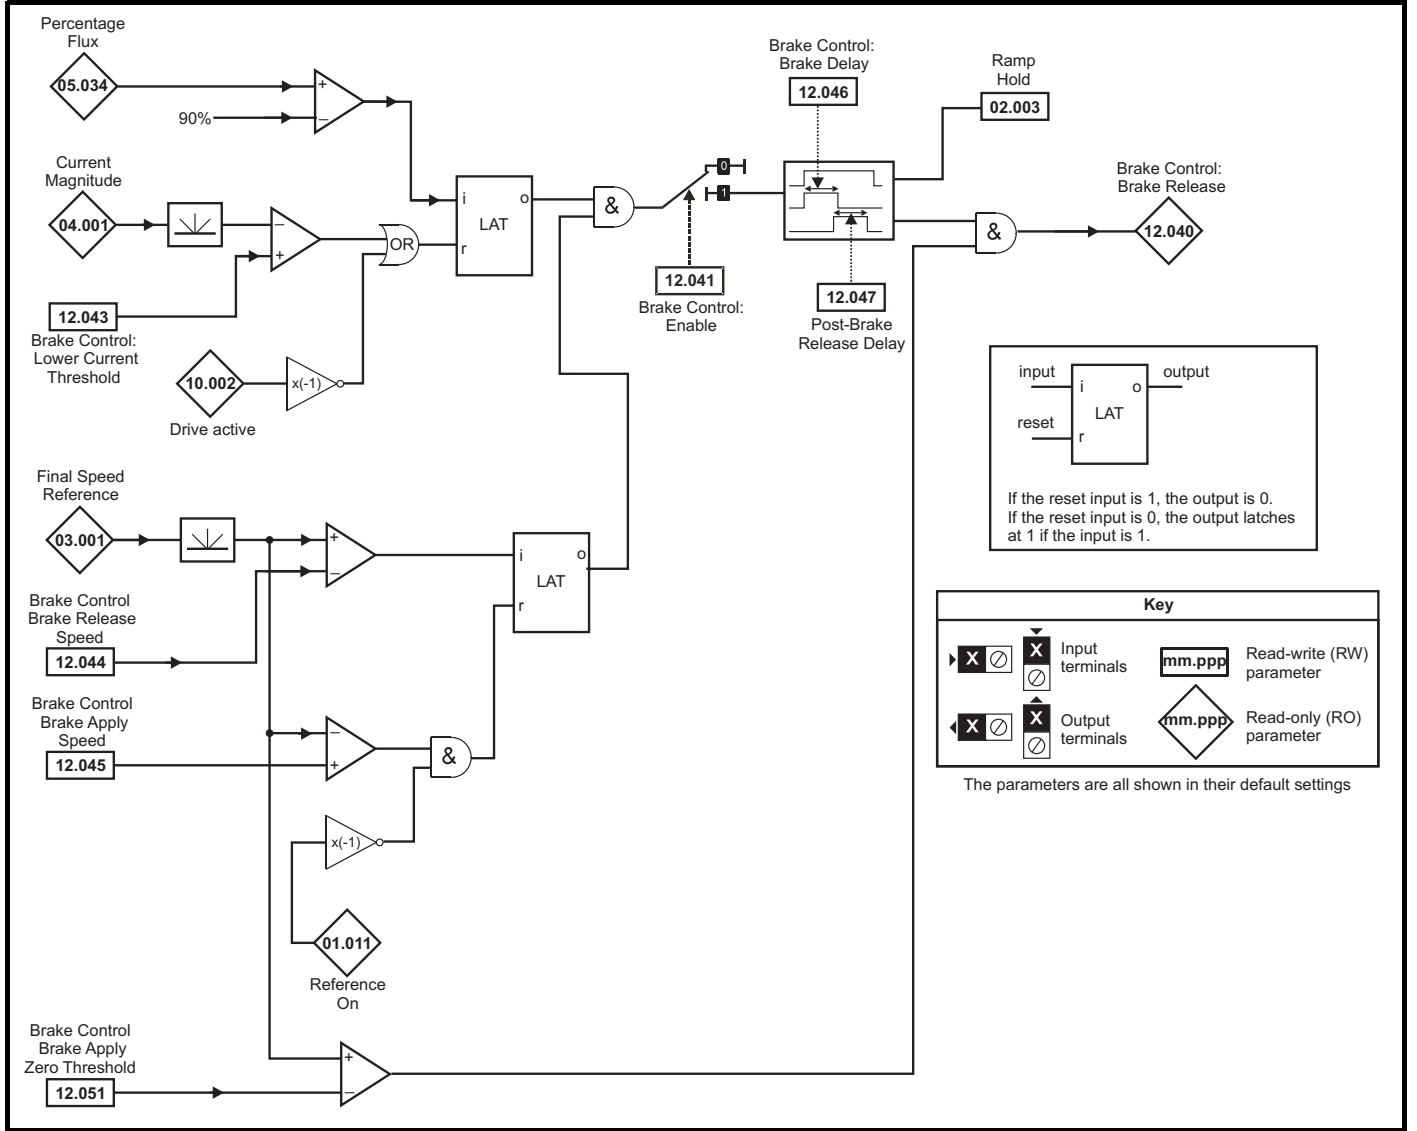 Percentage
Flux
05.034
+
90%
–
Current
Magnitude
04.001
–
+
OR
12.043
Brake Control:
Lower Current
Threshold
10.002
x(-1)
Drive active
i
o
LAT
r
&
0
1
12.041
Brake Control:
Enable
Brake Control:
Brake Delay
12.046
12.047
Post-Brake
Release Delay
Ramp
Hold
02.003
&
Brake Control:
Brake Release
12.040
input
i
o
output
LAT
reset
r
If the reset input is 1, the output is 0.
If the reset input is 0, the output latches
at 1 if the input is 1.
Final Speed
Reference
03.001
+
–
i
o
LAT
r
Brake Control
Brake Release
Speed
12.044
Brake Control
Brake Apply
Speed
12.045
–
+
&
x(-1)
01.011
Reference
On
Brake Control
Brake Apply
Zero Threshold
12.051
+
–
Key
X
X
Input
terminals
mm.ppp
Read-write (RW)
parameter
X
X
Output
terminals
mm.ppp
Read-only (RO)
parameter
The parameters are all shown in their default settings